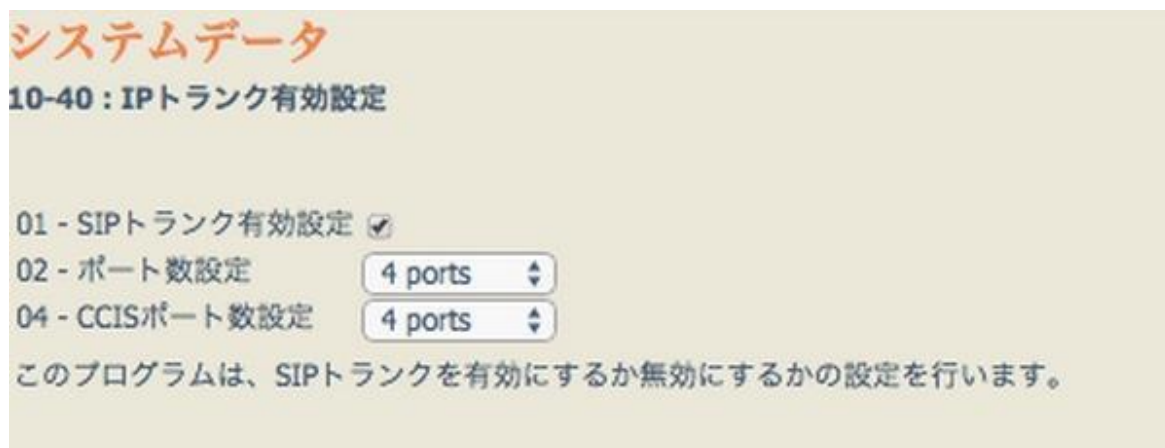 システムデータ
10-40 : IPトランク有効設定
01 - SIPトランク有効設定
02 - ポート数設定 4 ports
04 - CCISポート数設定 4 ports
このプログラムは、SIPトランクを有効にするか無効にするかの設定を行います。